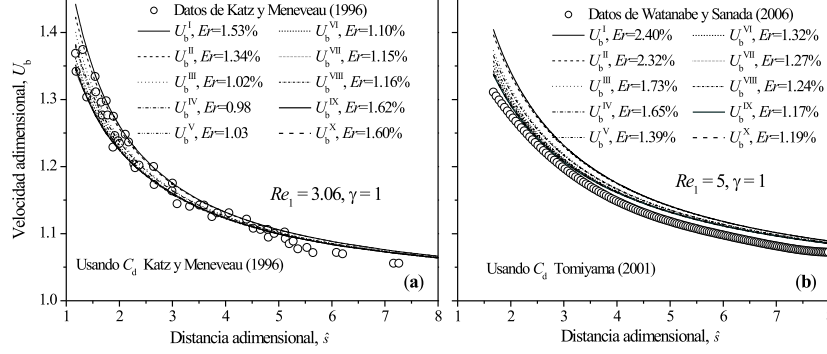 Velocidad adimensional, U_b
1.4
1.3
1.2
1.1
1.0
Datos de Katz y Meneveau (1996)
U_b^I, Er=1.53% U_b^VI, Er=1.10%
U_b^II, Er=1.34% U_b^VII, Er=1.15%
U_b^III, Er=1.02% U_b^VIII, Er=1.16%
U_b^IV, Er=0.98 U_b^IX, Er=1.62%
U_b^V, Er=1.03 U_b^X, Er=1.60%
Re_1 = 3.06, γ = 1
Usando C_d Katz y Meneveau (1996) (a)
1 2 3 4 5 6 7 8
Distancia adimensional, ŝ
Datos de Watanabe y Sanada (2006)
U_b^I, Er=2.40% U_b^VI, Er=1.32%
U_b^II, Er=2.32% U_b^VII, Er=1.27%
U_b^III, Er=1.73% U_b^VIII, Er=1.24%
U_b^IV, Er=1.65% U_b^IX, Er=1.17%
U_b^V, Er=1.39% U_b^X, Er=1.19%
Re_1 = 5, γ = 1
Usando C_d Tomiyama (2001) (b)
1 2 3 4 5 6 7 8
Distancia adimensional, ŝ